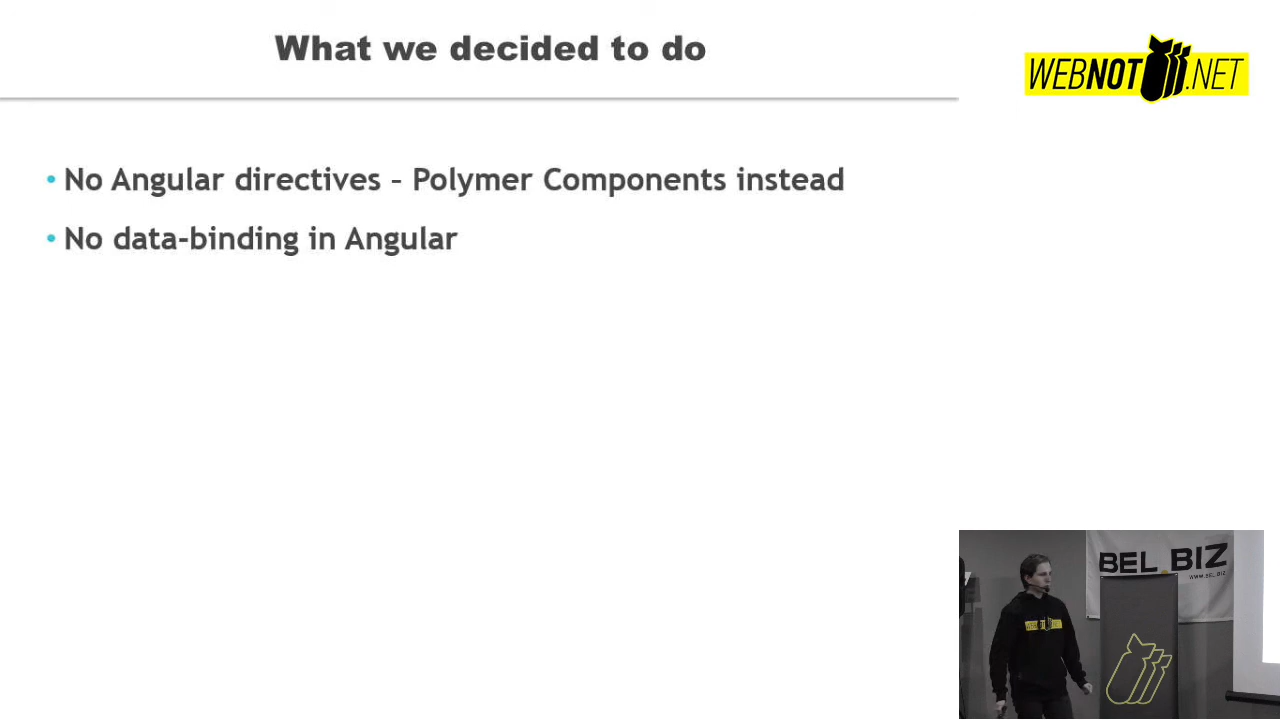 What we decided to do
WEBNOT.NET
• No Angular directives – Polymer Components instead
• No data-binding in Angular
BEL.BIZ
WWW.BEL.BIZ
WEBNOT